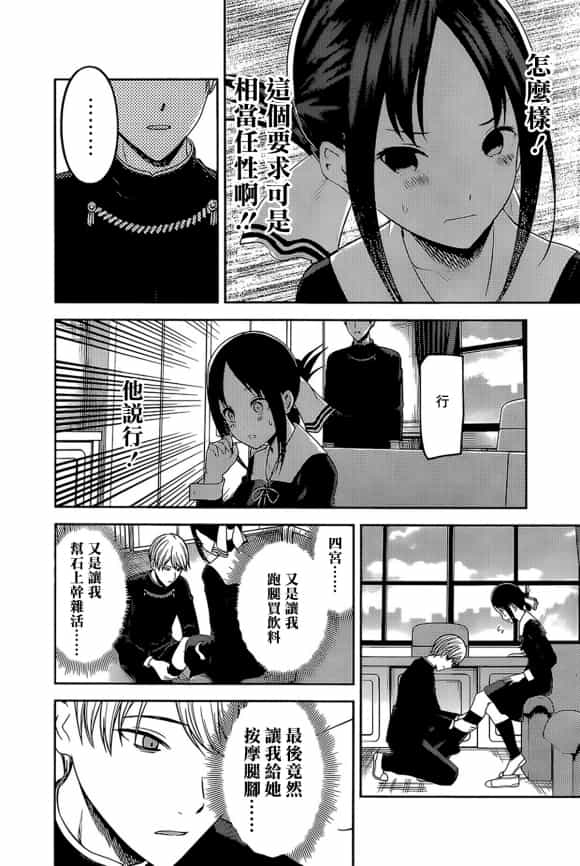 怎麼樣！
這個要求可是
相當任性啊！！
……
行
他說行！
四宮……
又是讓我
跑腿買飲料
又是讓我
幫石上幹雜活……
最後竟然
讓我給她
按摩腿腳……